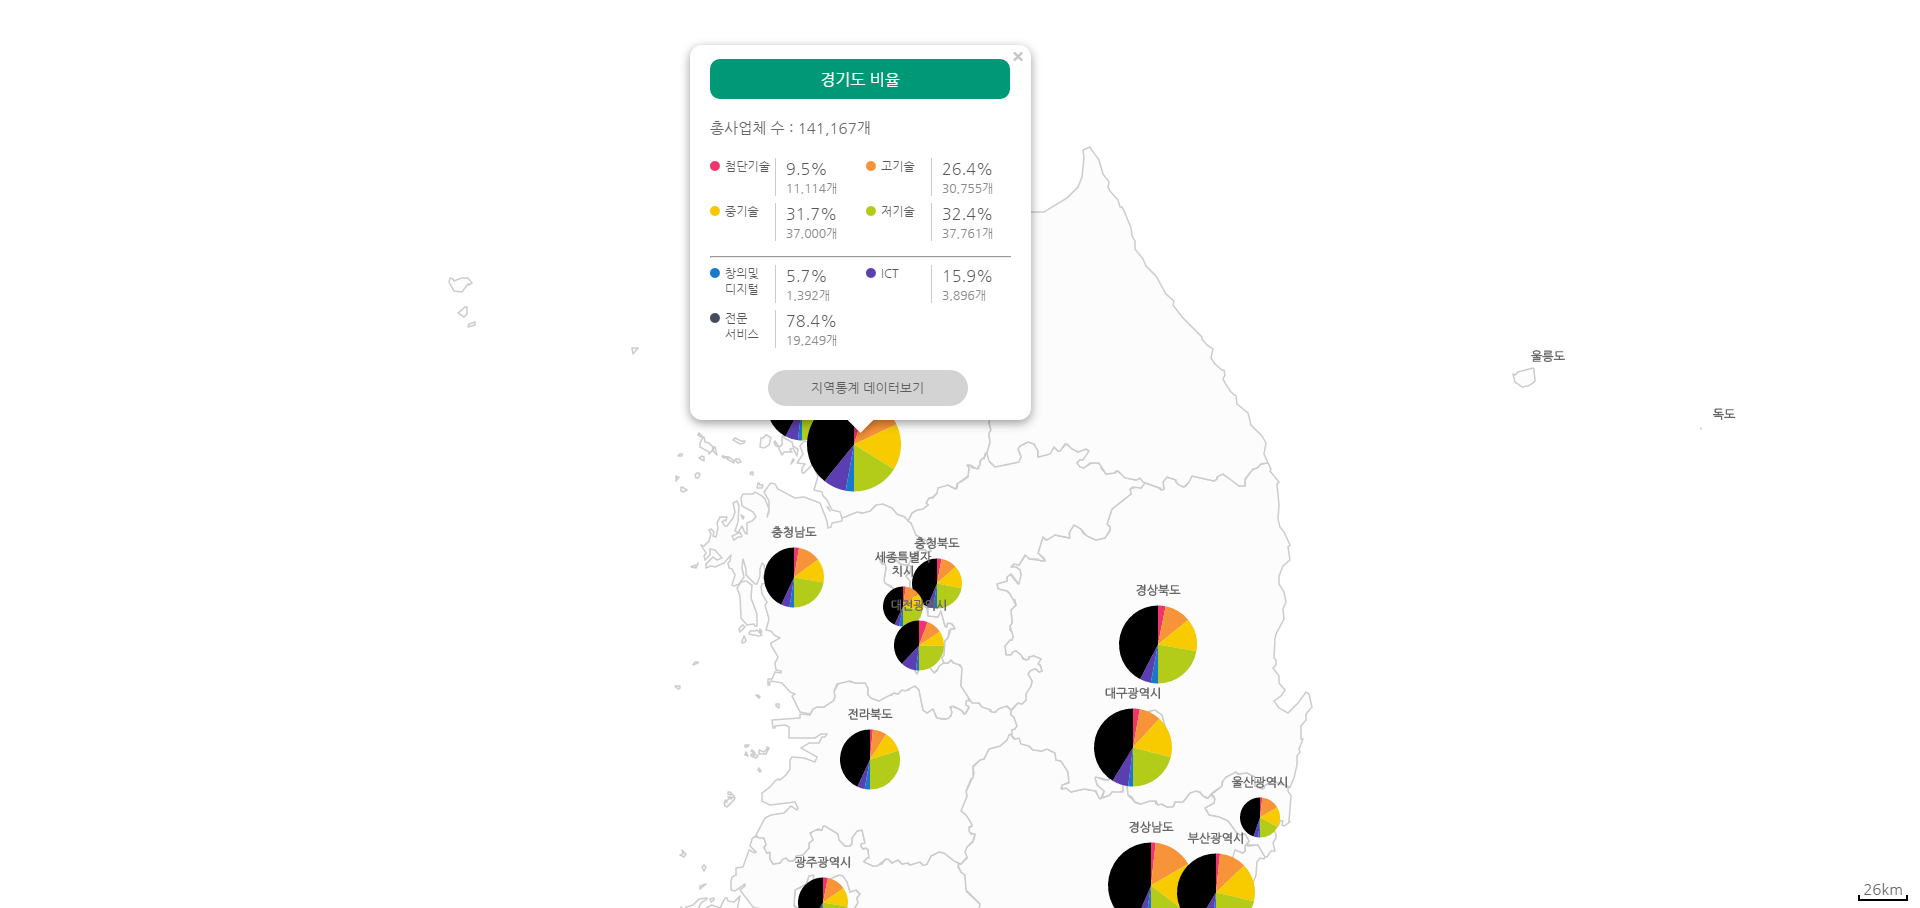 ×
경기도 비율
총사업체 수 : 141,167개
첨단기술 9.5% 고기술 26.4%
11,114개 30,755개
중기술 31.7% 저기술 32.4%
37,000개 37,761개
창의및 5.7% ICT 15.9%
디지털 1,392개 3,896개
전문 78.4%
서비스 19,249개
지역통계 데이터보기
울릉도
독도
충청남도
충청북도
세종특별자
치시
경상북도
대전광역시
대구광역시
전라북도
울산광역시
경상남도
부산광역시
광주광역시
26km